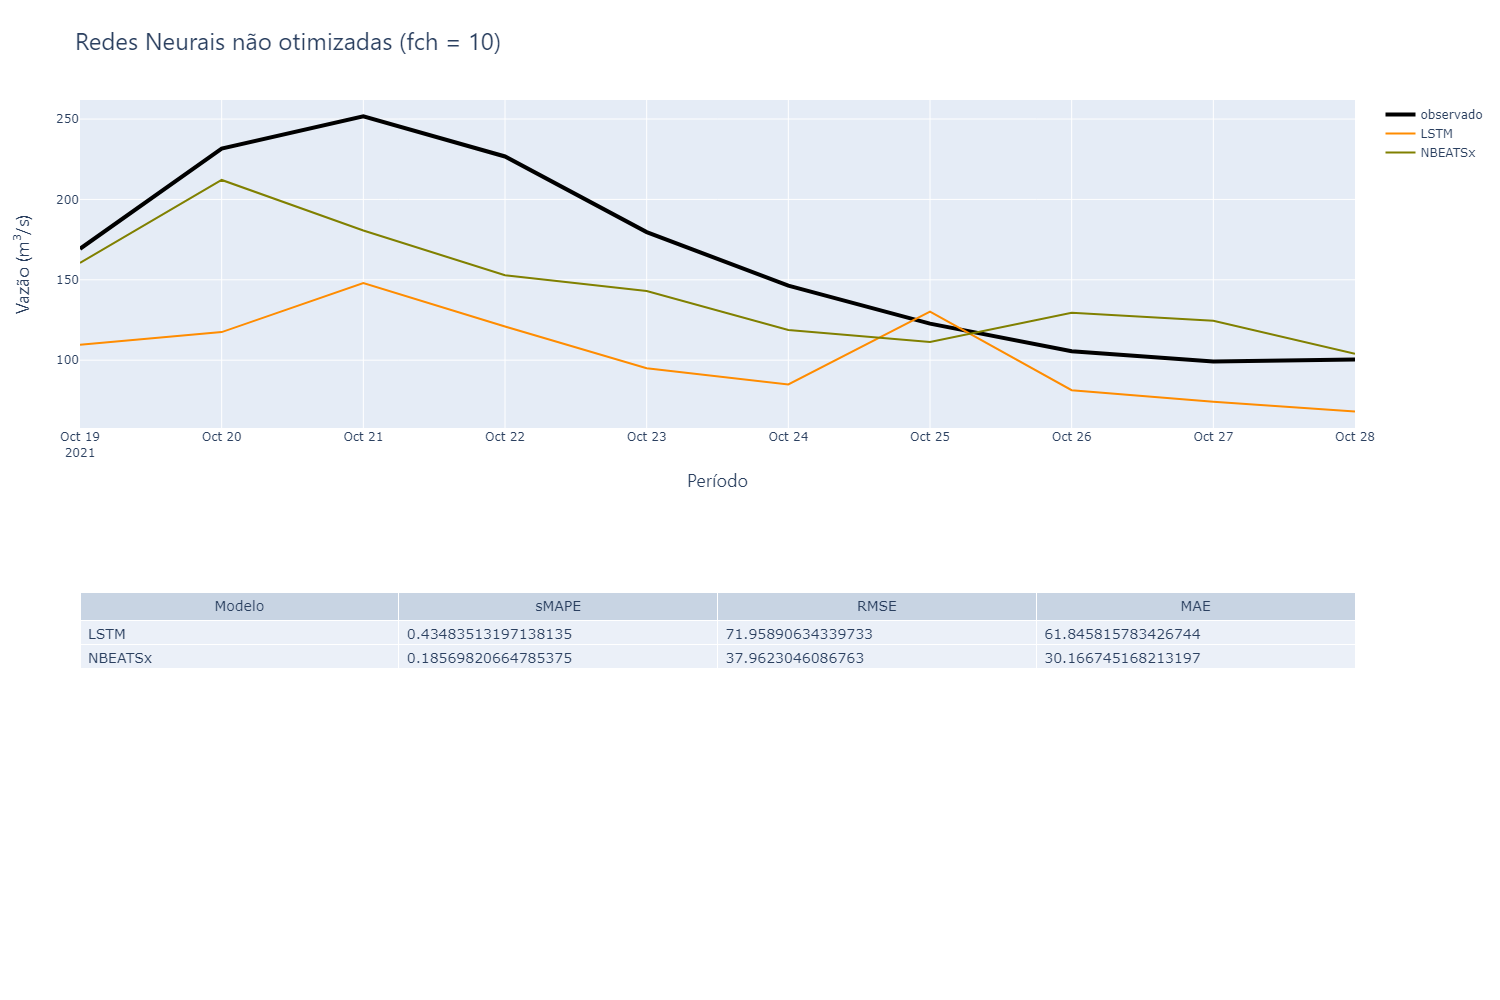 Redes Neurais não otimizadas (fch = 10)
observado
LSTM
NBEATSx
Vazão (m³/s)
250
200
150
100
Oct 19 Oct 20 Oct 21 Oct 22 Oct 23 Oct 24 Oct 25 Oct 26 Oct 27 Oct 28
2021
Período
Modelo sMAPE RMSE MAE
LSTM 0.43483513197138135 71.95890634339733 61.845815783426744
NBEATSx 0.18569820664785375 37.9623046086763 30.166745168213197